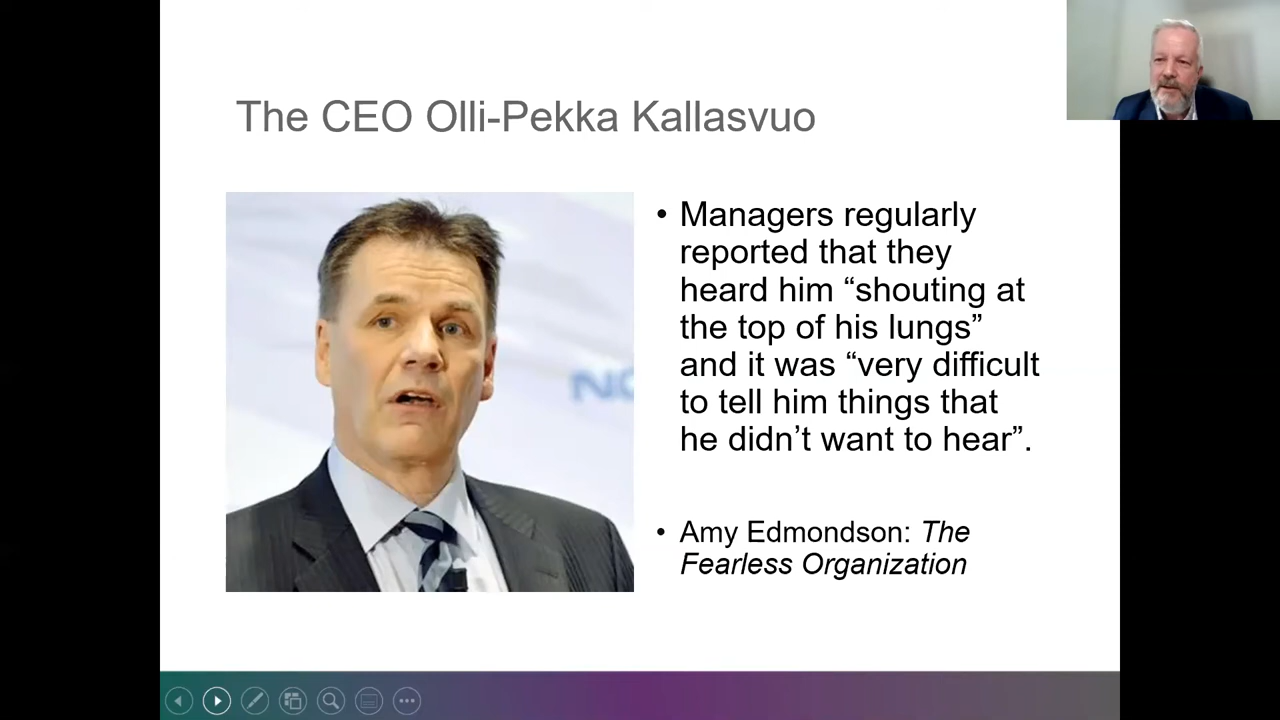 The CEO Olli-Pekka Kallasvuo
• Managers regularly
reported that they
heard him “shouting at
the top of his lungs”
and it was “very difficult
to tell him things that
he didn’t want to hear”.
• Amy Edmondson: The
Fearless Organization